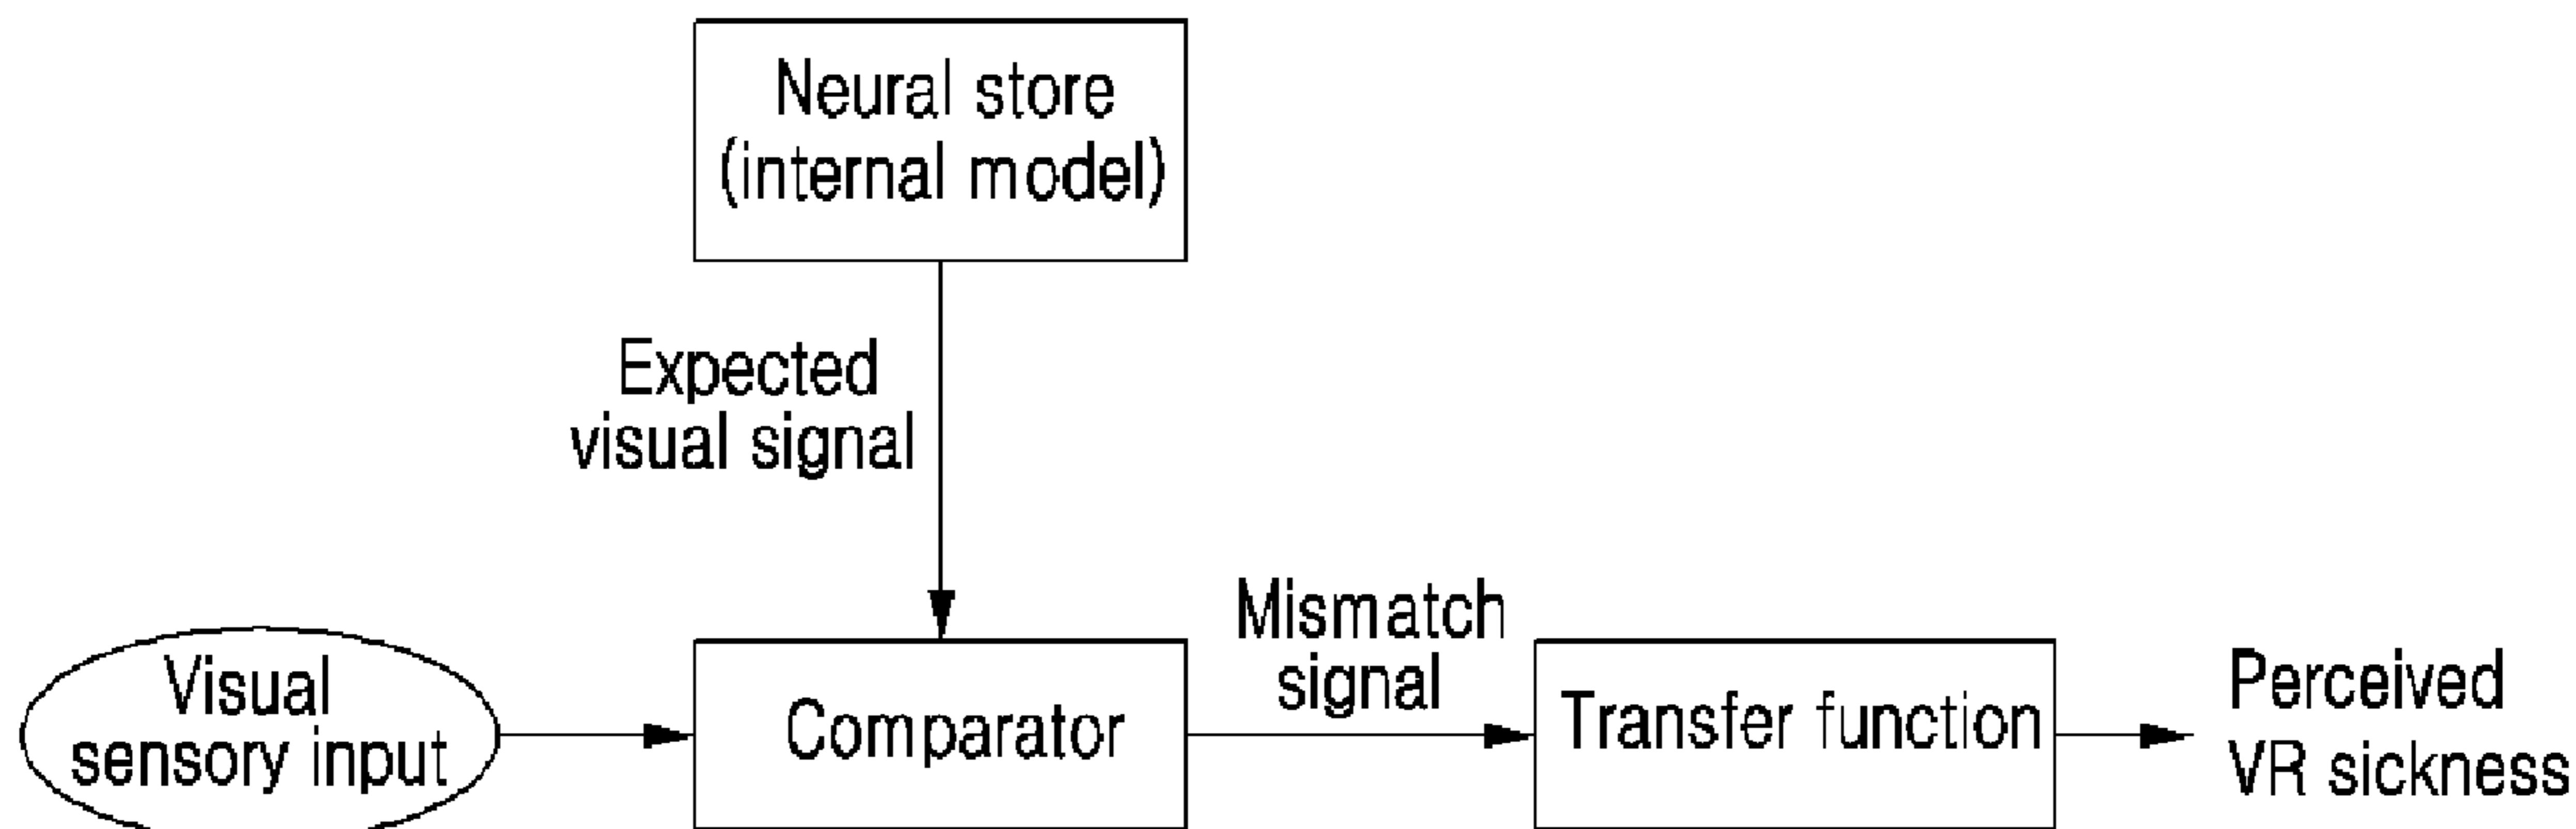 Neural store
(internal model)
Expected
visual signal
Visual
sensory input
Comparator
Mismatch
signal
Transfer function
Perceived
VR sickness